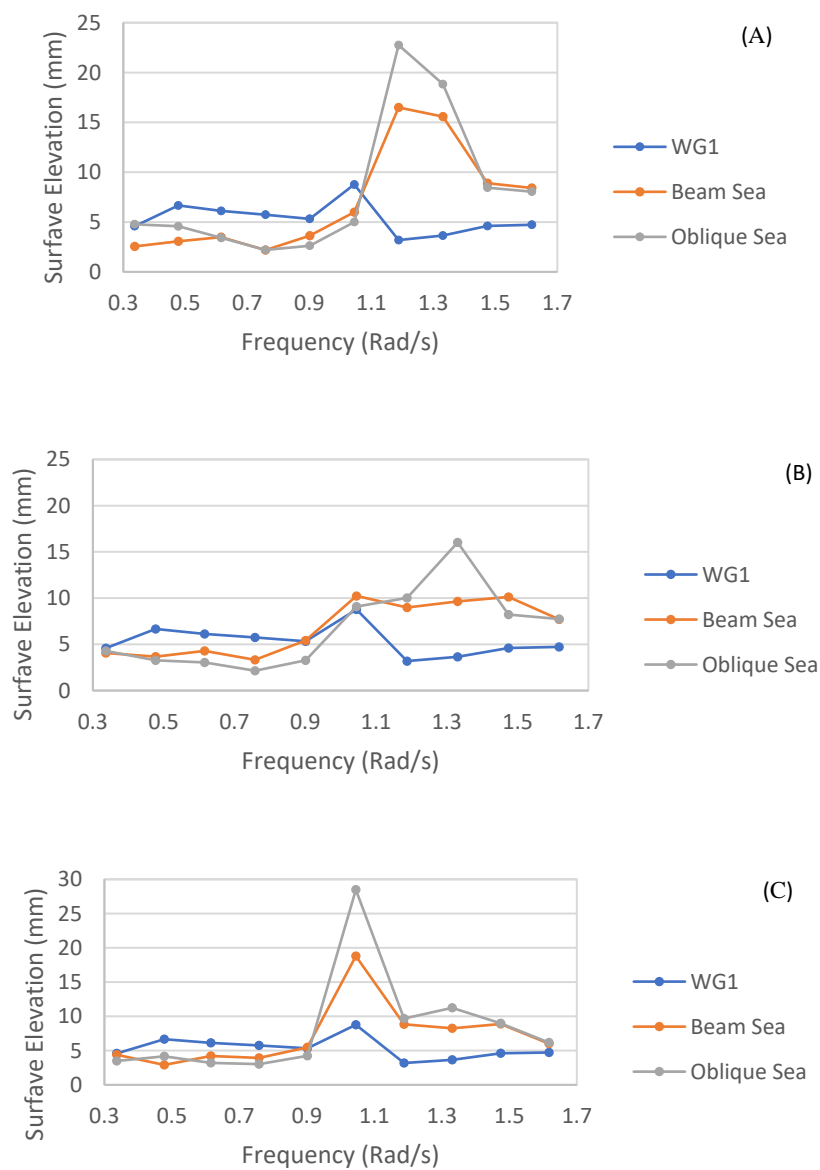 (A)
Surfave Elevation (mm)
25
20
15
10
5
0
0.3 0.5 0.7 0.9 1.1 1.3 1.5 1.7
Frequency (Rad/s)
WG1
Beam Sea
Oblique Sea
(B)
Surfave Elevation (mm)
25
20
15
10
5
0
0.3 0.5 0.7 0.9 1.1 1.3 1.5 1.7
Frequency (Rad/s)
WG1
Beam Sea
Oblique Sea
(C)
Surfave Elevation (mm)
30
25
20
15
10
5
0
0.3 0.5 0.7 0.9 1.1 1.3 1.5 1.7
Frequency (Rad/s)
WG1
Beam Sea
Oblique Sea